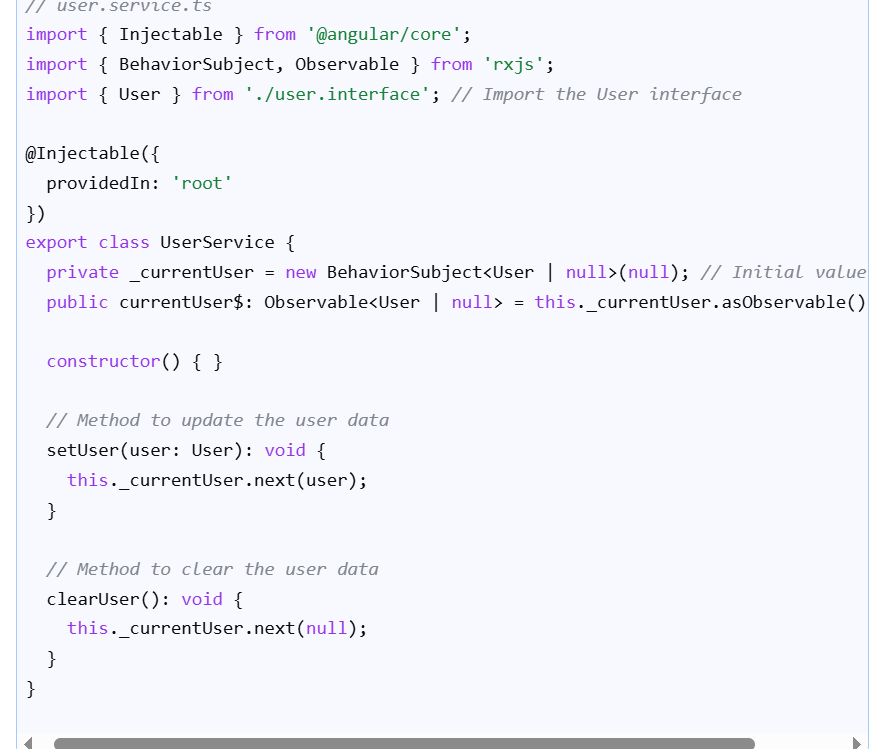 // user.service.ts
import { Injectable } from '@angular/core';
import { BehaviorSubject, Observable } from 'rxjs';
import { User } from './user.interface'; // Import the User interface

@Injectable({
  providedIn: 'root'
})
export class UserService {
  private _currentUser = new BehaviorSubject<User | null>(null); // Initial value
  public currentUser$: Observable<User | null> = this._currentUser.asObservable()

  constructor() { }

  // Method to update the user data
  setUser(user: User): void {
    this._currentUser.next(user);
  }

  // Method to clear the user data
  clearUser(): void {
    this._currentUser.next(null);
  }
}